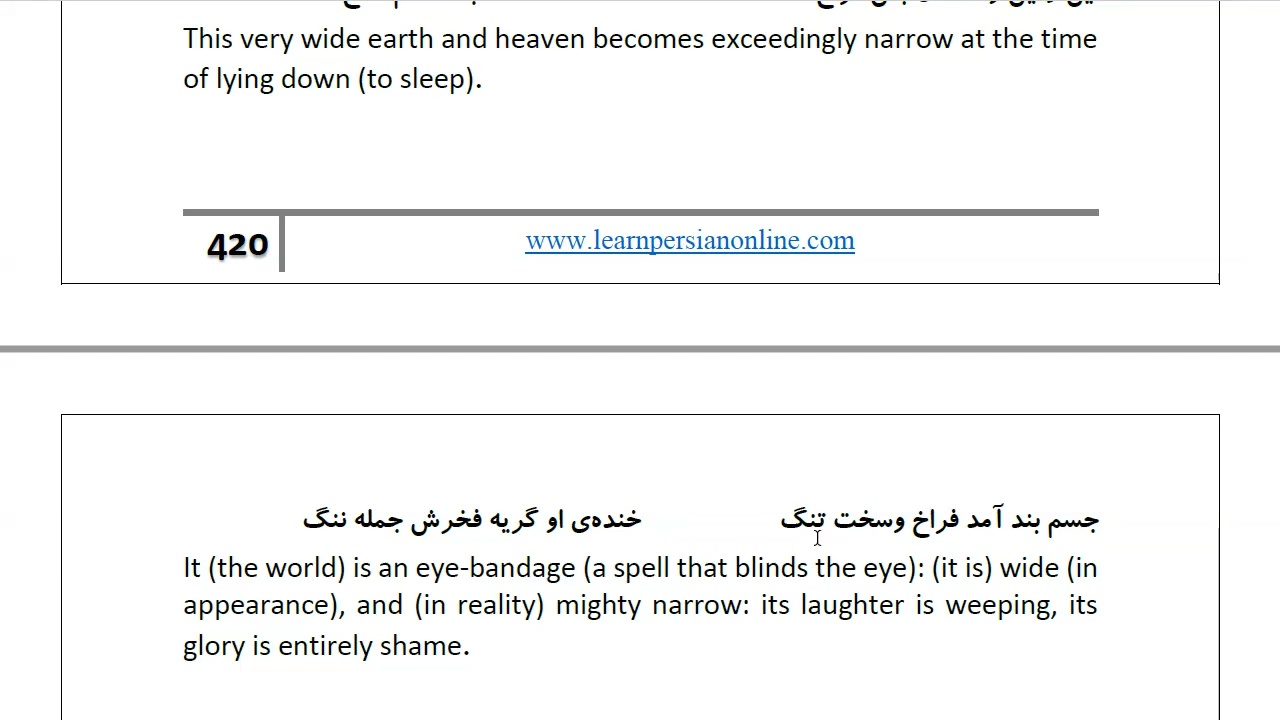 This very wide earth and heaven becomes exceedingly narrow at the time
of lying down (to sleep).
420
www.learnpersianonline.com
جسم بند آمد فراخ وسخت تنگ خنده‌ی او گریه فخرش جمله ننگ
It (the world) is an eye-bandage (a spell that blinds the eye): (it is) wide (in
appearance), and (in reality) mighty narrow: its laughter is weeping, its
glory is entirely shame.